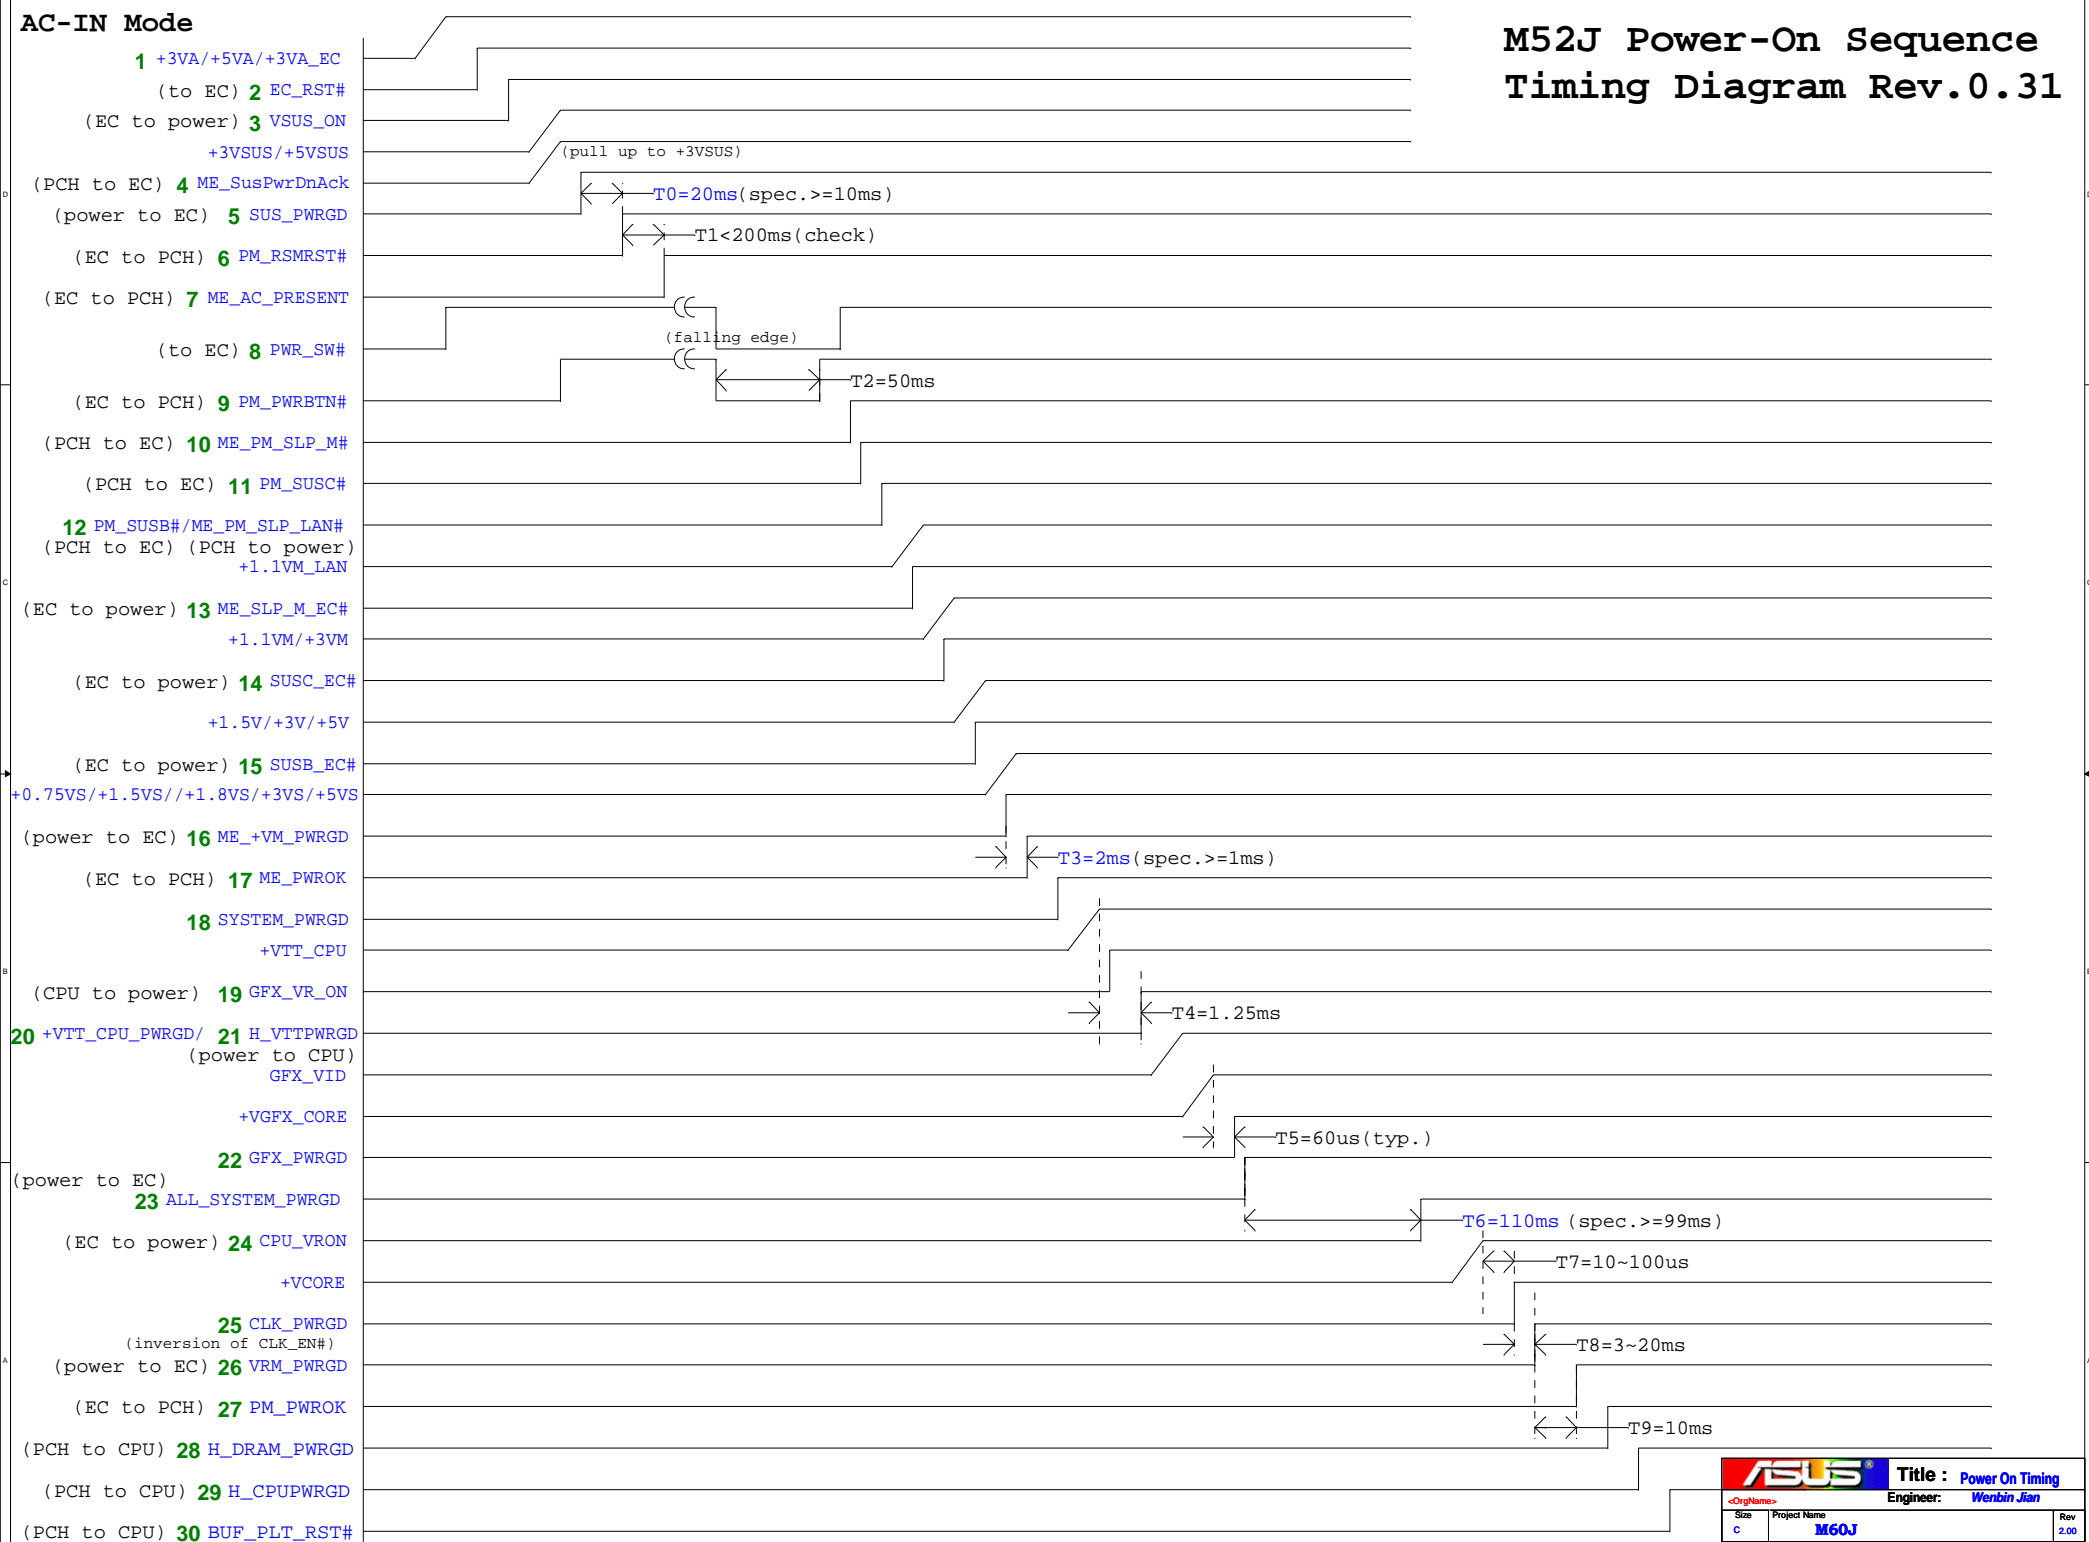 AC-IN Mode
M52J Power-On Sequence
Timing Diagram Rev.0.31
1 +3VA/+5VA/+3VA_EC
(to EC) 2 EC_RST#
(EC to power) 3 VSUS_ON
+3VSUS/+5VSUS
(pull up to +3VSUS)
(PCH to EC) 4 ME_SusPwrDnAck
T0=20ms(spec.>=10ms)
(power to EC) 5 SUS_PWRGD
T1<200ms(check)
(EC to PCH) 6 PM_RSMRST#
(EC to PCH) 7 ME_AC_PRESENT
(falling edge)
(to EC) 8 PWR_SW#
T2=50ms
(EC to PCH) 9 PM_PWRBTN#
(PCH to EC) 10 ME_PM_SLP_M#
(PCH to EC) 11 PM_SUSC#
12 PM_SUSB#/ME_PM_SLP_LAN#
(PCH to EC) (PCH to power)
+1.1VM_LAN
(EC to power) 13 ME_SLP_M_EC#
+1.1VM/+3VM
(EC to power) 14 SUSC_EC#
+1.5V/+3V/+5V
(EC to power) 15 SUSB_EC#
+0.75VS/+1.5VS//+1.8VS/+3VS/+5VS
(power to EC) 16 ME_+VM_PWRGD
T3=2ms(spec.>=1ms)
(EC to PCH) 17 ME_PWROK
18 SYSTEM_PWRGD
+VTT_CPU
(CPU to power) 19 GFX_VR_ON
T4=1.25ms
20 +VTT_CPU_PWRGD/ 21 H_VTTPWRGD
(power to CPU)
GFX_VID
+VGFX_CORE
T5=60us(typ.)
22 GFX_PWRGD
(power to EC)
23 ALL_SYSTEM_PWRGD
T6=110ms (spec.>=99ms)
(EC to power) 24 CPU_VRON
T7=10~100us
+VCORE
25 CLK_PWRGD
(inversion of CLK_EN#)
T8=3~20ms
(power to EC) 26 VRM_PWRGD
(EC to PCH) 27 PM_PWROK
T9=10ms
(PCH to CPU) 28 H_DRAM_PWRGD
(PCH to CPU) 29 H_CPUPWRGD
(PCH to CPU) 30 BUF_PLT_RST#
D
D
C
C
B
B
A
A
ASUS®
Title : Power On Timing
<OrgName>
Engineer: Wenbin Jian
Size
Project Name
Rev
C
M60J
2.00